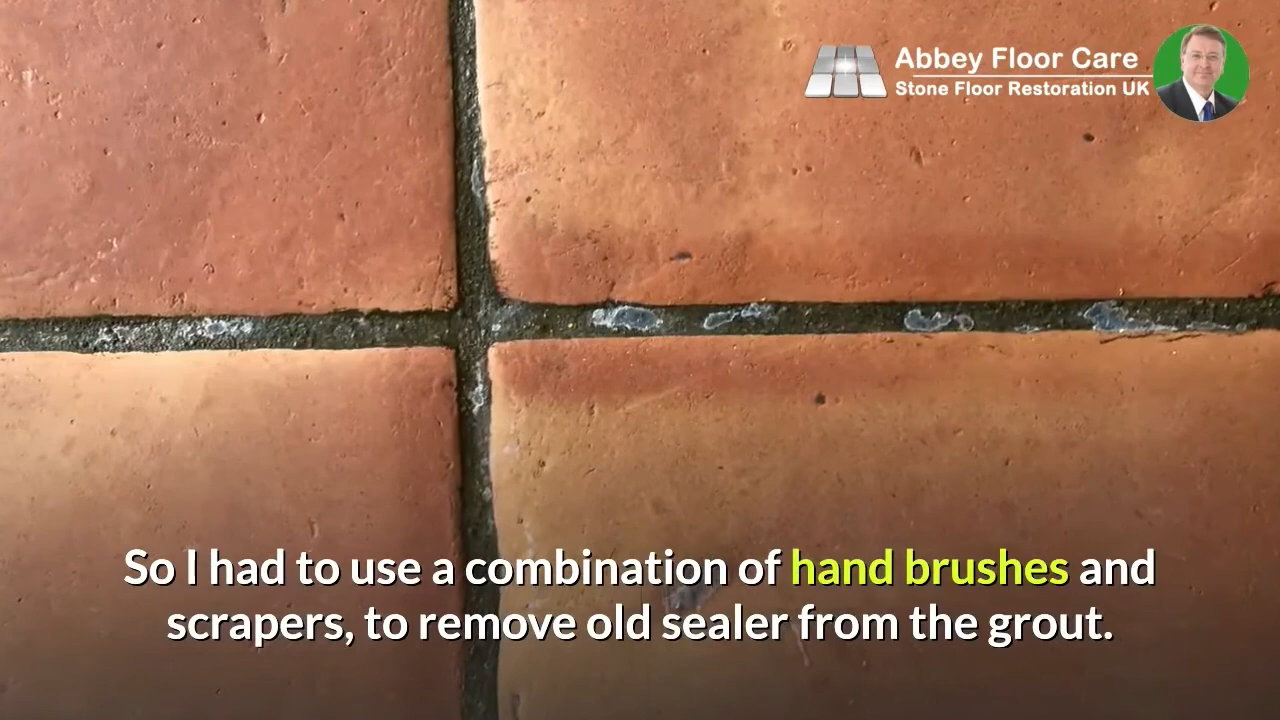 Abbey Floor Care
Stone Floor Restoration UK
So I had to use a combination of hand brushes and
scrapers, to remove old sealer from the grout.